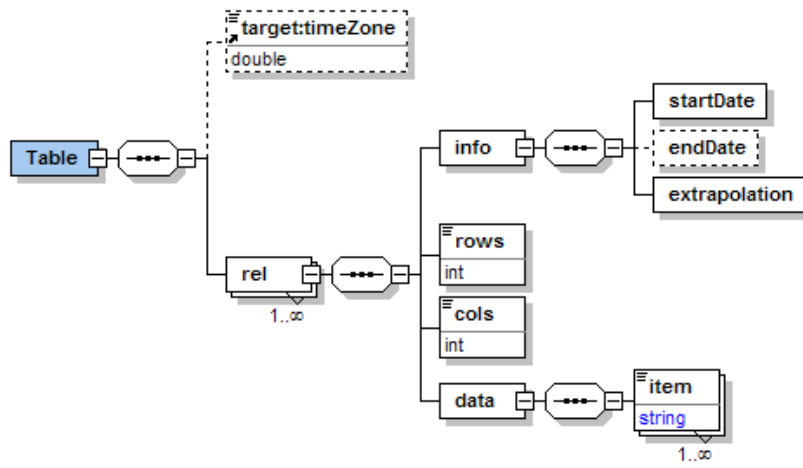 target:timeZone
double
Table
startDate
info
endDate
extrapolation
rows
int
rel
1..∞
cols
int
data
item
string
1..∞